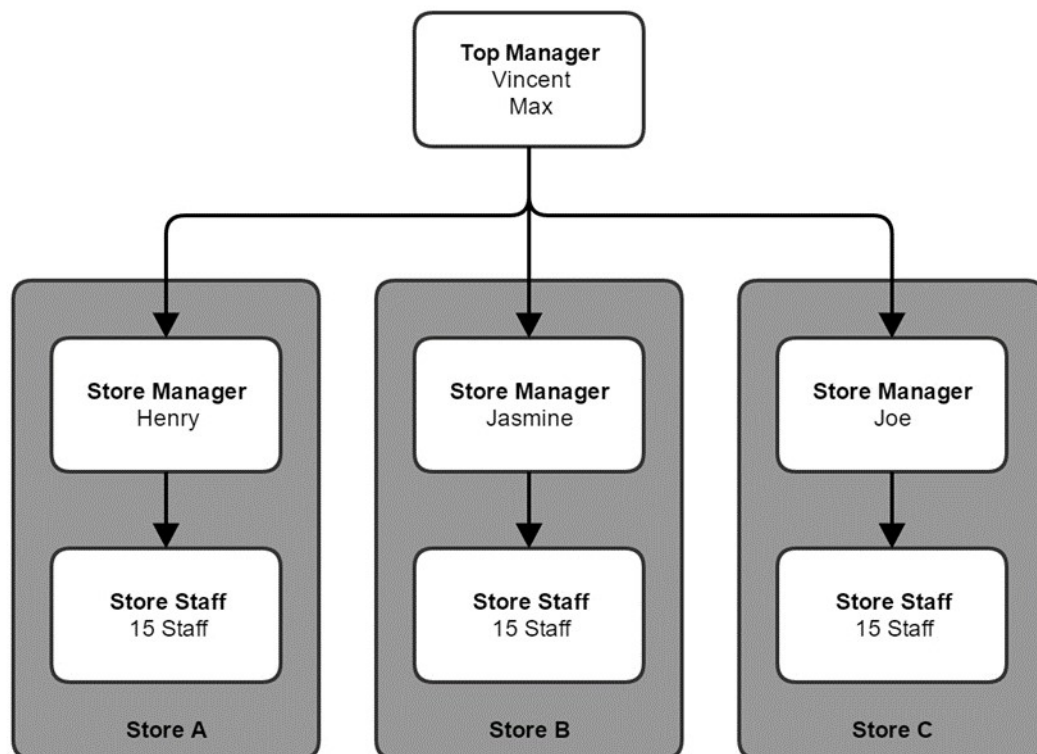 Top Manager
Vincent
Max
Store Manager
Henry
Store Manager
Jasmine
Store Manager
Joe
Store Staff
15 Staff
Store Staff
15 Staff
Store Staff
15 Staff
Store A
Store B
Store C